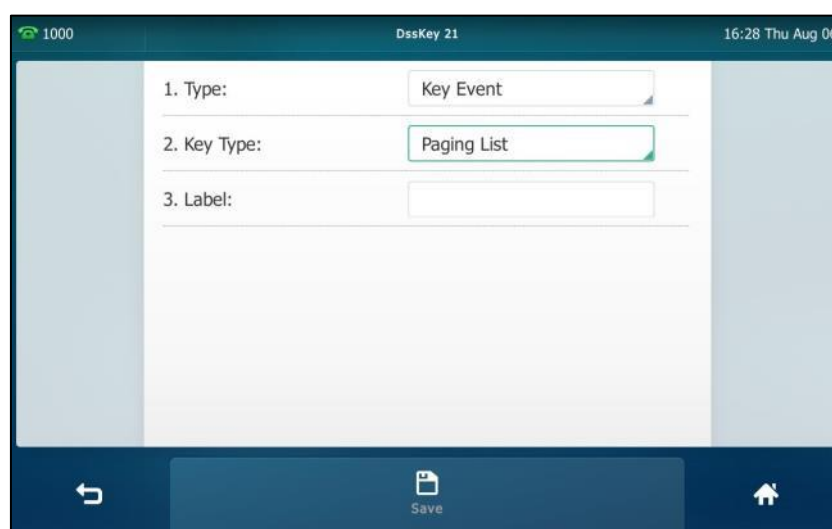 1000 DssKey 21 16:28 Thu Aug 06
1. Type: Key Event
2. Key Type: Paging List
3. Label:
Save